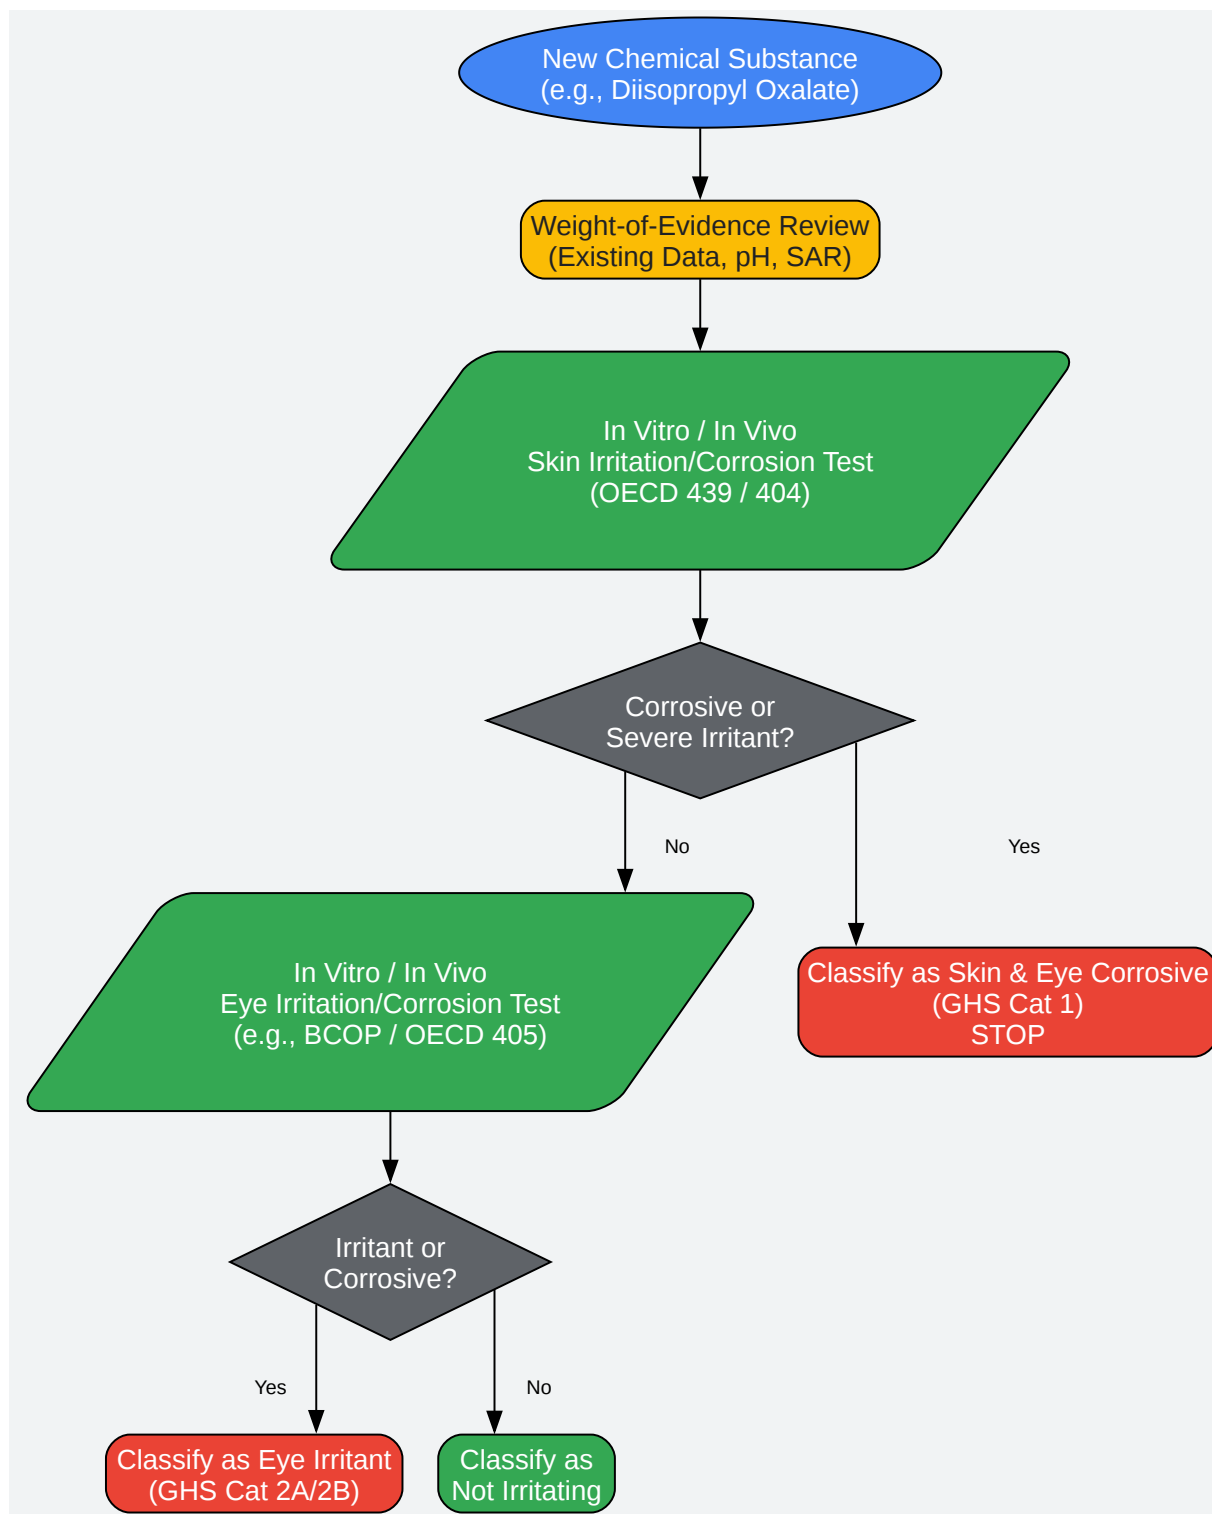 New Chemical Substance
(e.g., Diisopropyl Oxalate)
Weight-of-Evidence Review
(Existing Data, pH, SAR)
In Vitro / In Vivo
Skin Irritation/Corrosion Test
(OECD 439 / 404)
Corrosive or
Severe Irritant?
No
Yes
In Vitro / In Vivo
Eye Irritation/Corrosion Test
(e.g., BCOP / OECD 405)
Classify as Skin & Eye Corrosive
(GHS Cat 1)
STOP
Irritant or
Corrosive?
Yes
No
Classify as Eye Irritant
(GHS Cat 2A/2B)
Classify as
Not Irritating